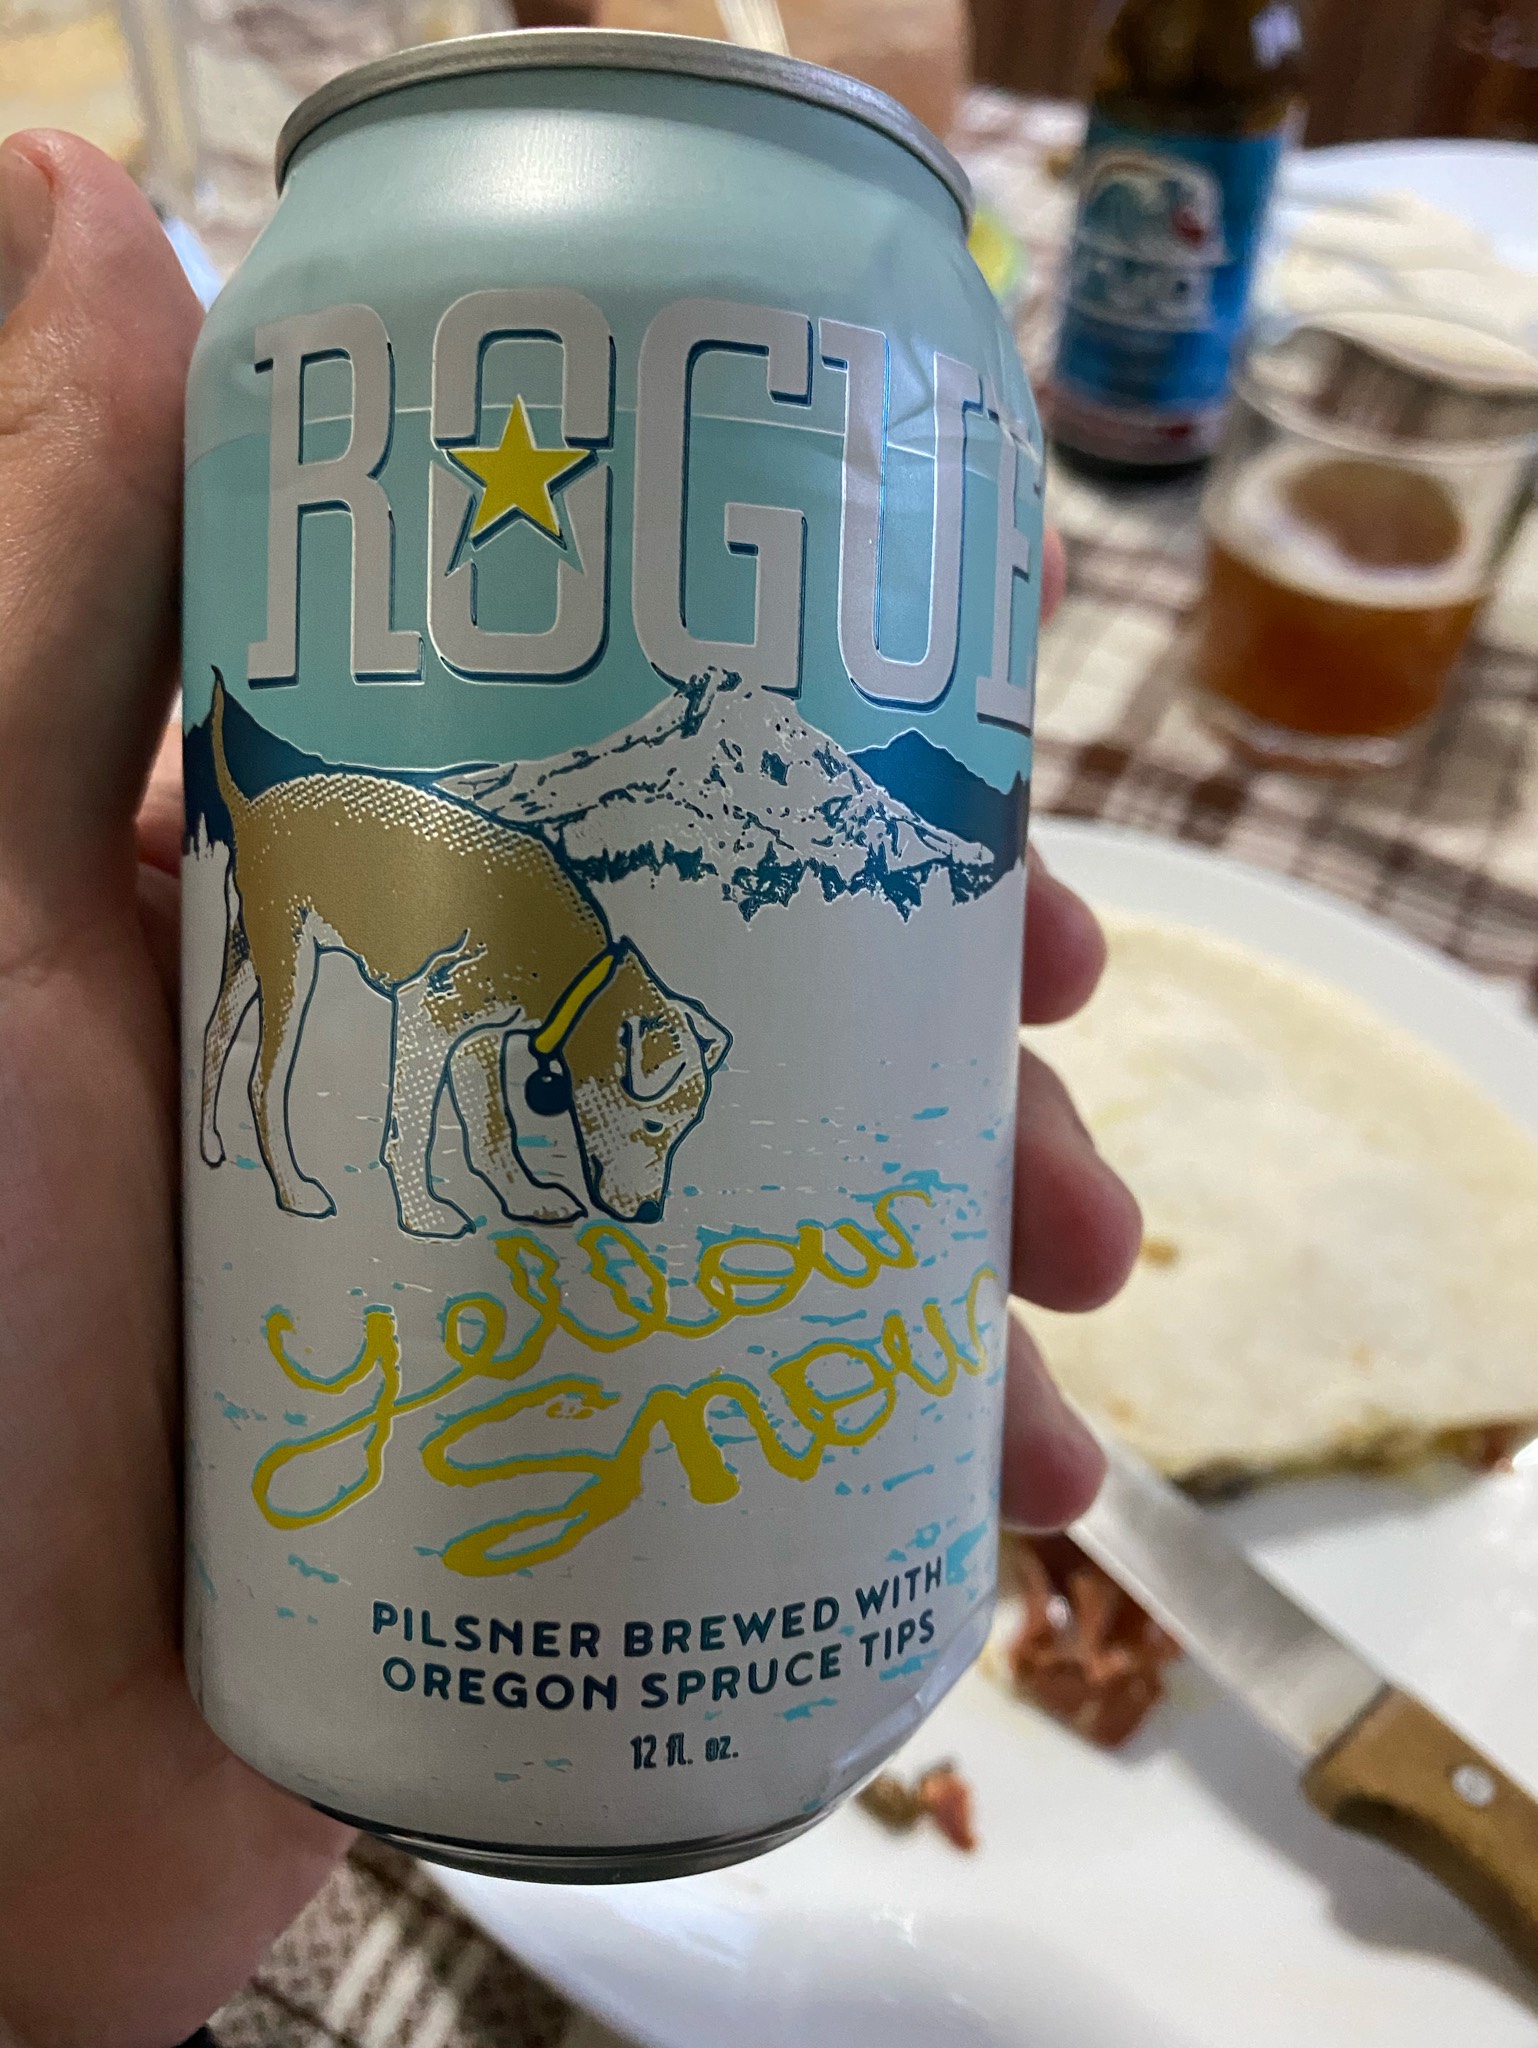 ROGUE
yellow
snow
PILSNER BREWED WITH
OREGON SPRUCE TIPS
12 fl. oz.